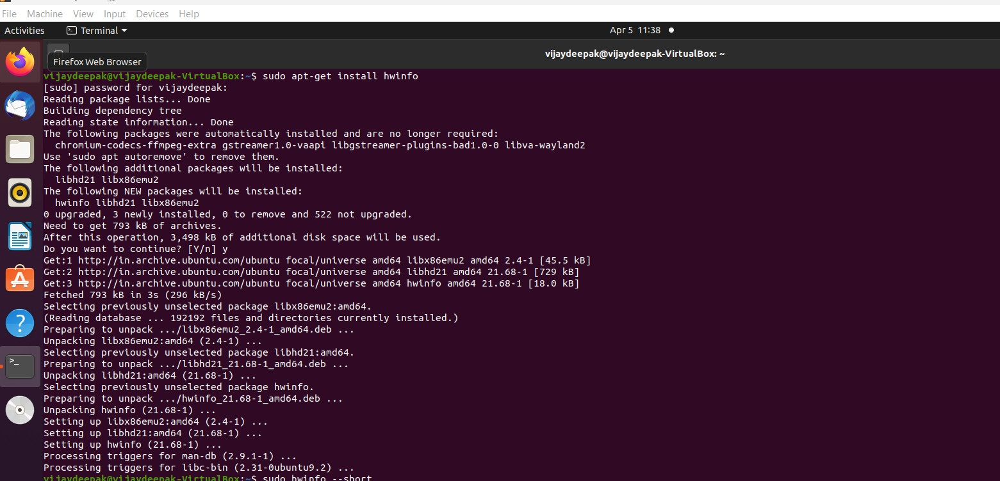 File Machine View Input Devices Help
Activities Terminal Apr 5 11:38
vijaydeepak@vijaydeepak-VirtualBox: ~
Firefox Web Browser
vijaydeepak@vijaydeepak-VirtualBox:~$ sudo apt-get install hwinfo
[sudo] password for vijaydeepak:
Reading package lists... Done
Building dependency tree
Reading state information... Done
The following packages were automatically installed and are no longer required:
  chromium-codecs-ffmpeg-extra gstreamer1.0-vaapi libgstreamer-plugins-bad1.0-0 libva-wayland2
Use 'sudo apt autoremove' to remove them.
The following additional packages will be installed:
  libhd21 libx86emu2
The following NEW packages will be installed:
  hwinfo libhd21 libx86emu2
0 upgraded, 3 newly installed, 0 to remove and 522 not upgraded.
Need to get 793 kB of archives.
After this operation, 3,498 kB of additional disk space will be used.
Do you want to continue? [Y/n] y
Get:1 http://in.archive.ubuntu.com/ubuntu focal/universe amd64 libx86emu2 amd64 2.4-1 [45.5 kB]
Get:2 http://in.archive.ubuntu.com/ubuntu focal/universe amd64 libhd21 amd64 21.68-1 [729 kB]
Get:3 http://in.archive.ubuntu.com/ubuntu focal/universe amd64 hwinfo amd64 21.68-1 [18.0 kB]
Fetched 793 kB in 3s (296 kB/s)
Selecting previously unselected package libx86emu2:amd64.
(Reading database ... 192192 files and directories currently installed.)
Preparing to unpack .../libx86emu2_2.4-1_amd64.deb ...
Unpacking libx86emu2:amd64 (2.4-1) ...
Selecting previously unselected package libhd21:amd64.
Preparing to unpack .../libhd21_21.68-1_amd64.deb ...
Unpacking libhd21:amd64 (21.68-1) ...
Selecting previously unselected package hwinfo.
Preparing to unpack .../hwinfo_21.68-1_amd64.deb ...
Unpacking hwinfo (21.68-1) ...
Setting up libx86emu2:amd64 (2.4-1) ...
Setting up libhd21:amd64 (21.68-1) ...
Setting up hwinfo (21.68-1) ...
Processing triggers for man-db (2.9.1-1) ...
Processing triggers for libc-bin (2.31-0ubuntu9.2) ...
vijaydeepak@vijaydeepak-VirtualBox:~$ sudo hwinfo --short